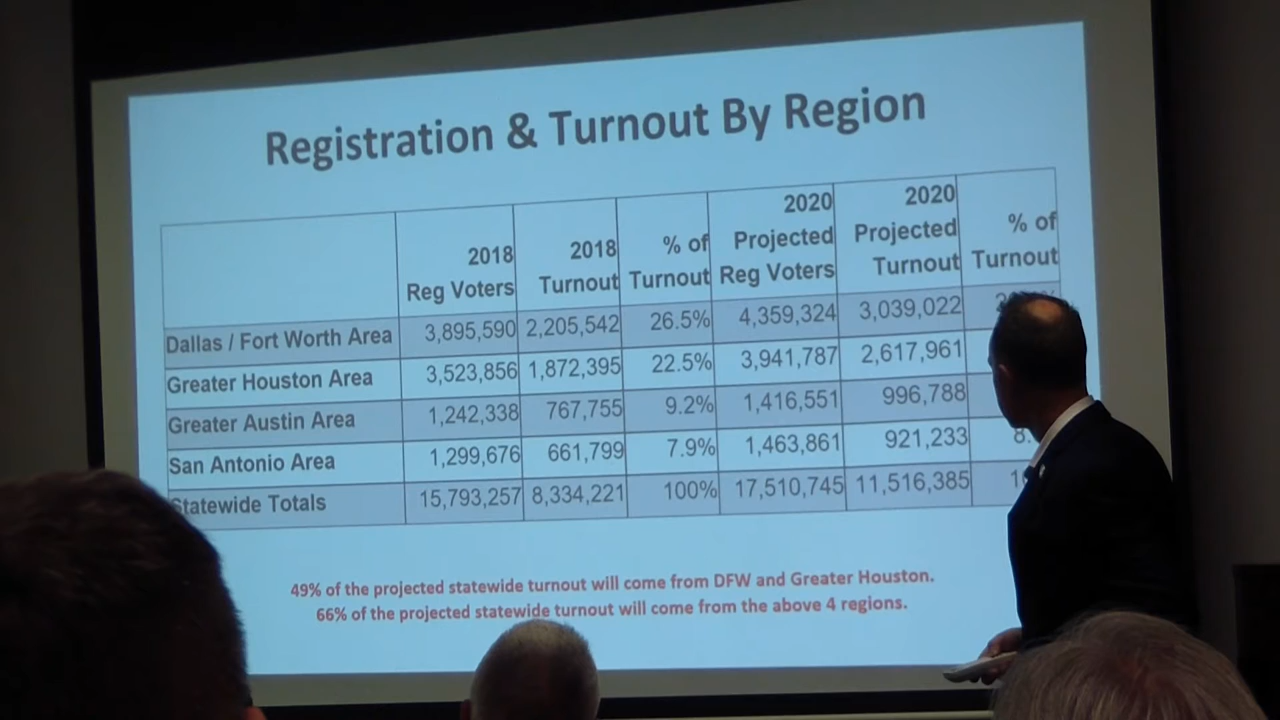 Registration & Turnout By Region
2018 Reg Voters 2018 Turnout % of Turnout 2020 Projected Reg Voters 2020 Projected Turnout % of Turnout
Dallas / Fort Worth Area 3,895,590 2,205,542 26.5% 4,359,324 3,039,022
Greater Houston Area 3,523,856 1,872,395 22.5% 3,941,787 2,617,961
Greater Austin Area 1,242,338 767,755 9.2% 1,416,551 996,788
San Antonio Area 1,299,676 661,799 7.9% 1,463,861 921,233 8.
Statewide Totals 15,793,257 8,334,221 100% 17,510,745 11,516,385
49% of the projected statewide turnout will come from DFW and Greater Houston.
66% of the projected statewide turnout will come from the above 4 regions.